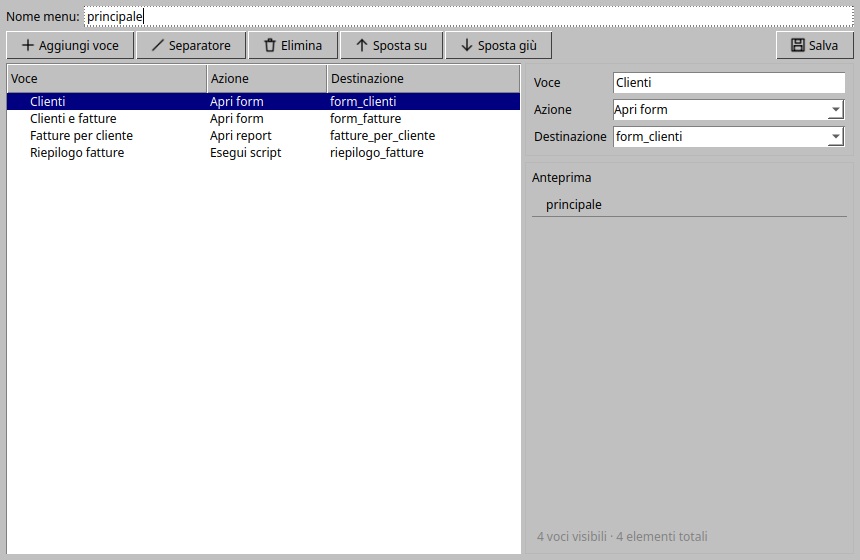 Nome menu: principale
Aggiungi voce Separatore Elimina Sposta su Sposta giù Salva
Voce Azione Destinazione
Clienti Apri form form_clienti
Clienti e fatture Apri form form_fatture
Fatture per cliente Apri report fatture_per_cliente
Riepilogo fatture Esegui script riepilogo_fatture
Voce Clienti
Azione Apri form
Destinazione form_clienti
Anteprima
principale
4 voci visibili · 4 elementi totali